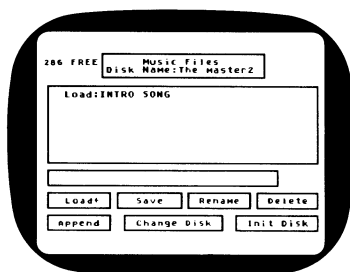 286 FREE
Music Files
Disk Name:The master2
Load:INTRO SONG
Load↑ Save Rename Delete
Append Change Disk Init Disk